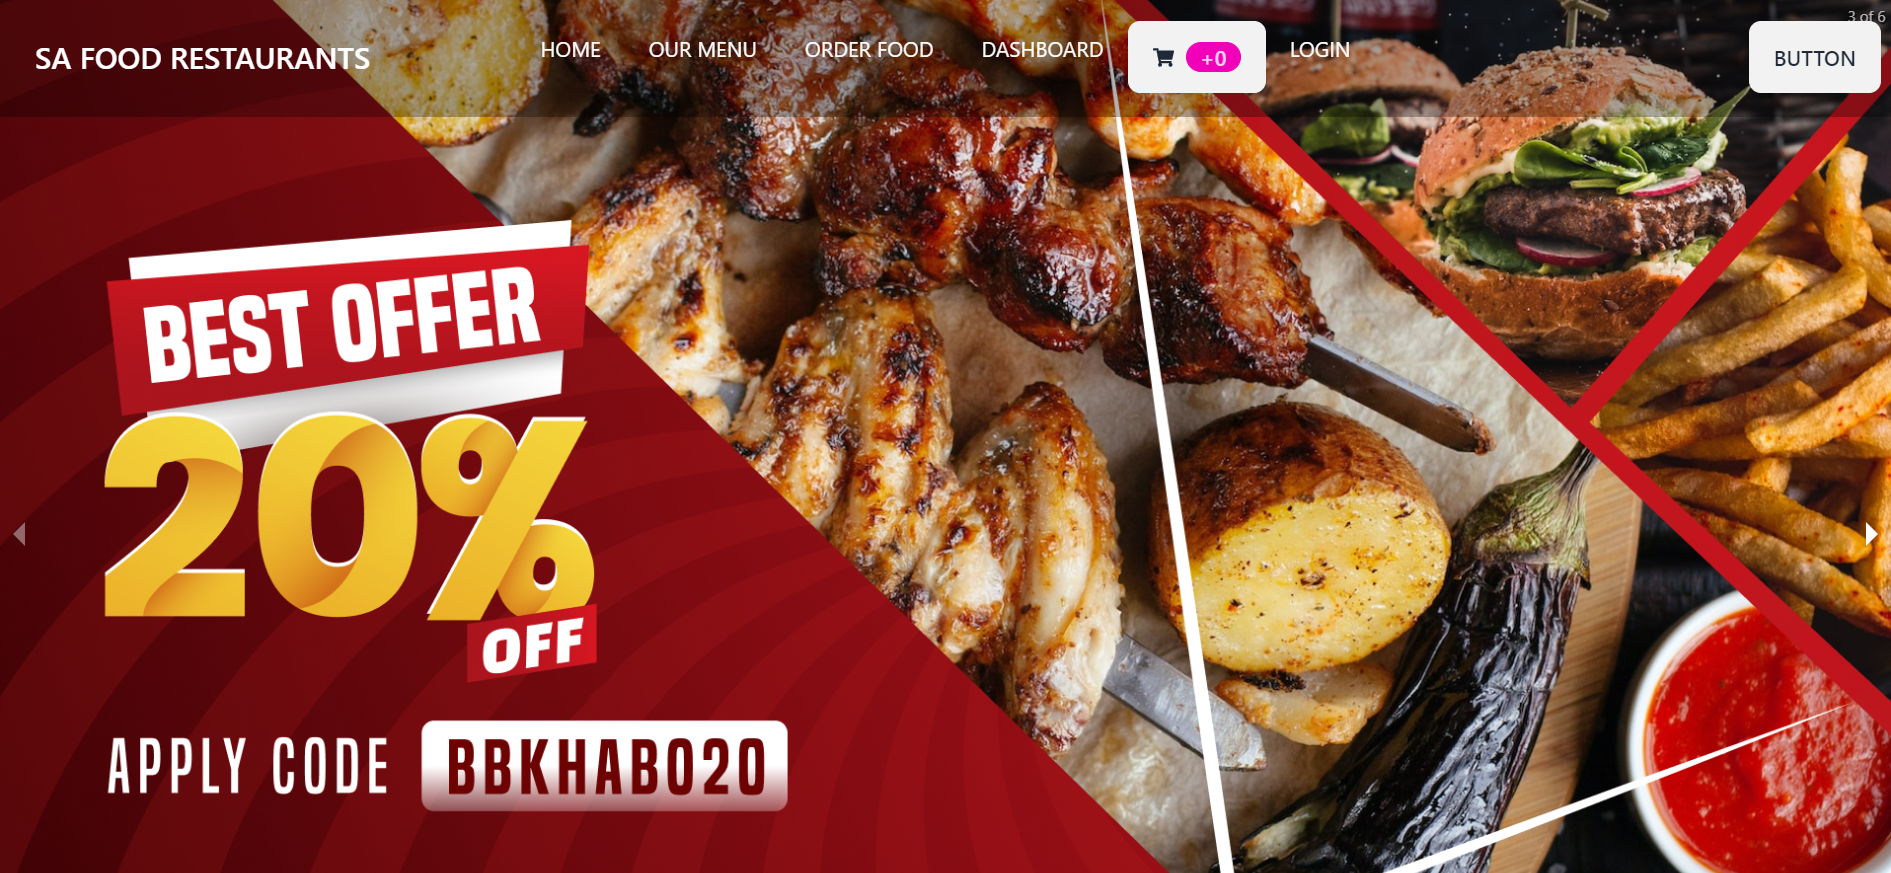 3 of 6
SA FOOD RESTAURANTS HOME OUR MENU ORDER FOOD DASHBOARD +0 LOGIN BUTTON
BEST OFFER
20%
OFF
APPLY CODE BBKHABO20